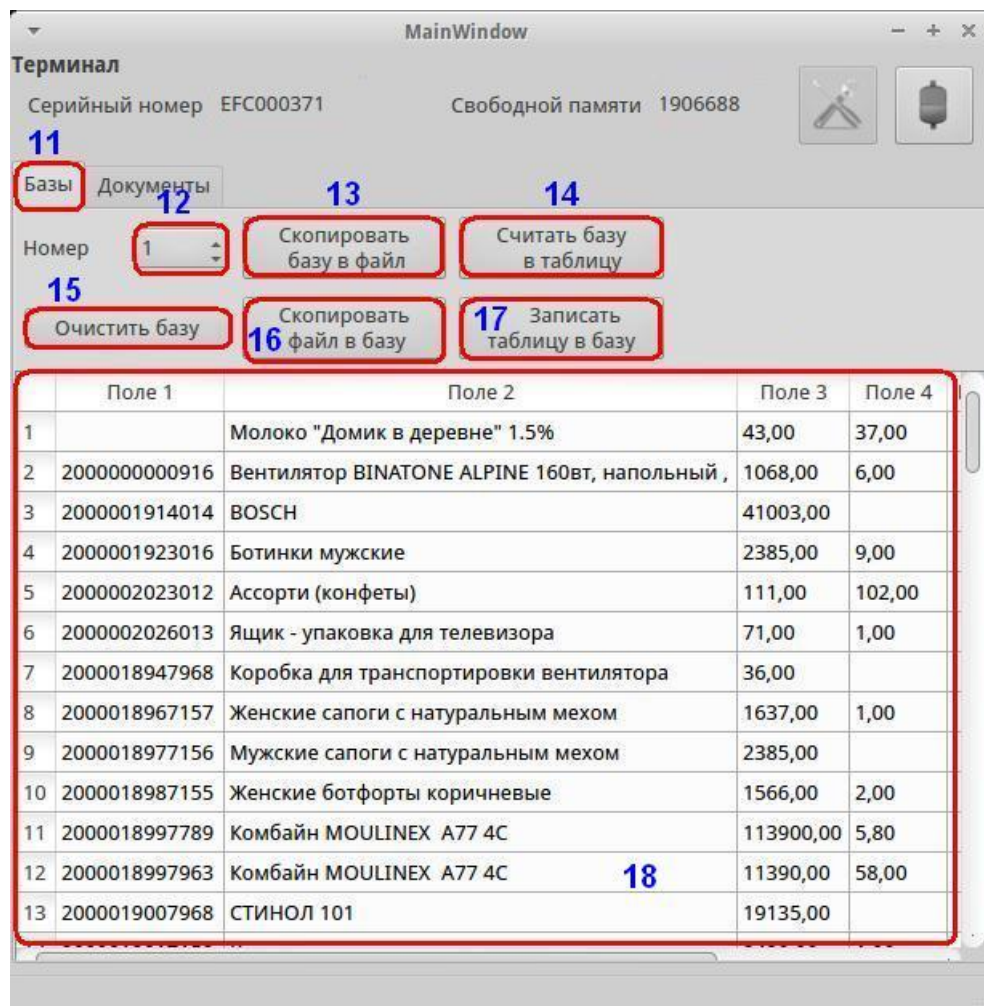 MainWindow
Терминал
Серийный номер EFC000371 Свободной памяти 1906688
11
Базы Документы
12 13 14
Номер 1 Скопировать базу в файл Считать базу в таблицу
15
Очистить базу 16 Скопировать файл в базу 17 Записать таблицу в базу
Поле 1 Поле 2 Поле 3 Поле 4
1 Молоко "Домик в деревне" 1.5% 43,00 37,00
2 2000000000916 Вентилятор BINATONE ALPINE 160вт, напольный , 1068,00 6,00
3 2000001914014 BOSCH 41003,00
4 2000001923016 Ботинки мужские 2385,00 9,00
5 2000002023012 Ассорти (конфеты) 111,00 102,00
6 2000002026013 Ящик - упаковка для телевизора 71,00 1,00
7 2000018947968 Коробка для транспортировки вентилятора 36,00
8 2000018967157 Женские сапоги с натуральным мехом 1637,00 1,00
9 2000018977156 Мужские сапоги с натуральным мехом 2385,00
10 2000018987155 Женские ботфорты коричневые 1566,00 2,00
11 2000018997789 Комбайн MOULINEX A77 4C 113900,00 5,80
12 2000018997963 Комбайн MOULINEX A77 4C 11390,00 58,00
18
13 2000019007968 СТИНОЛ 101 19135,00